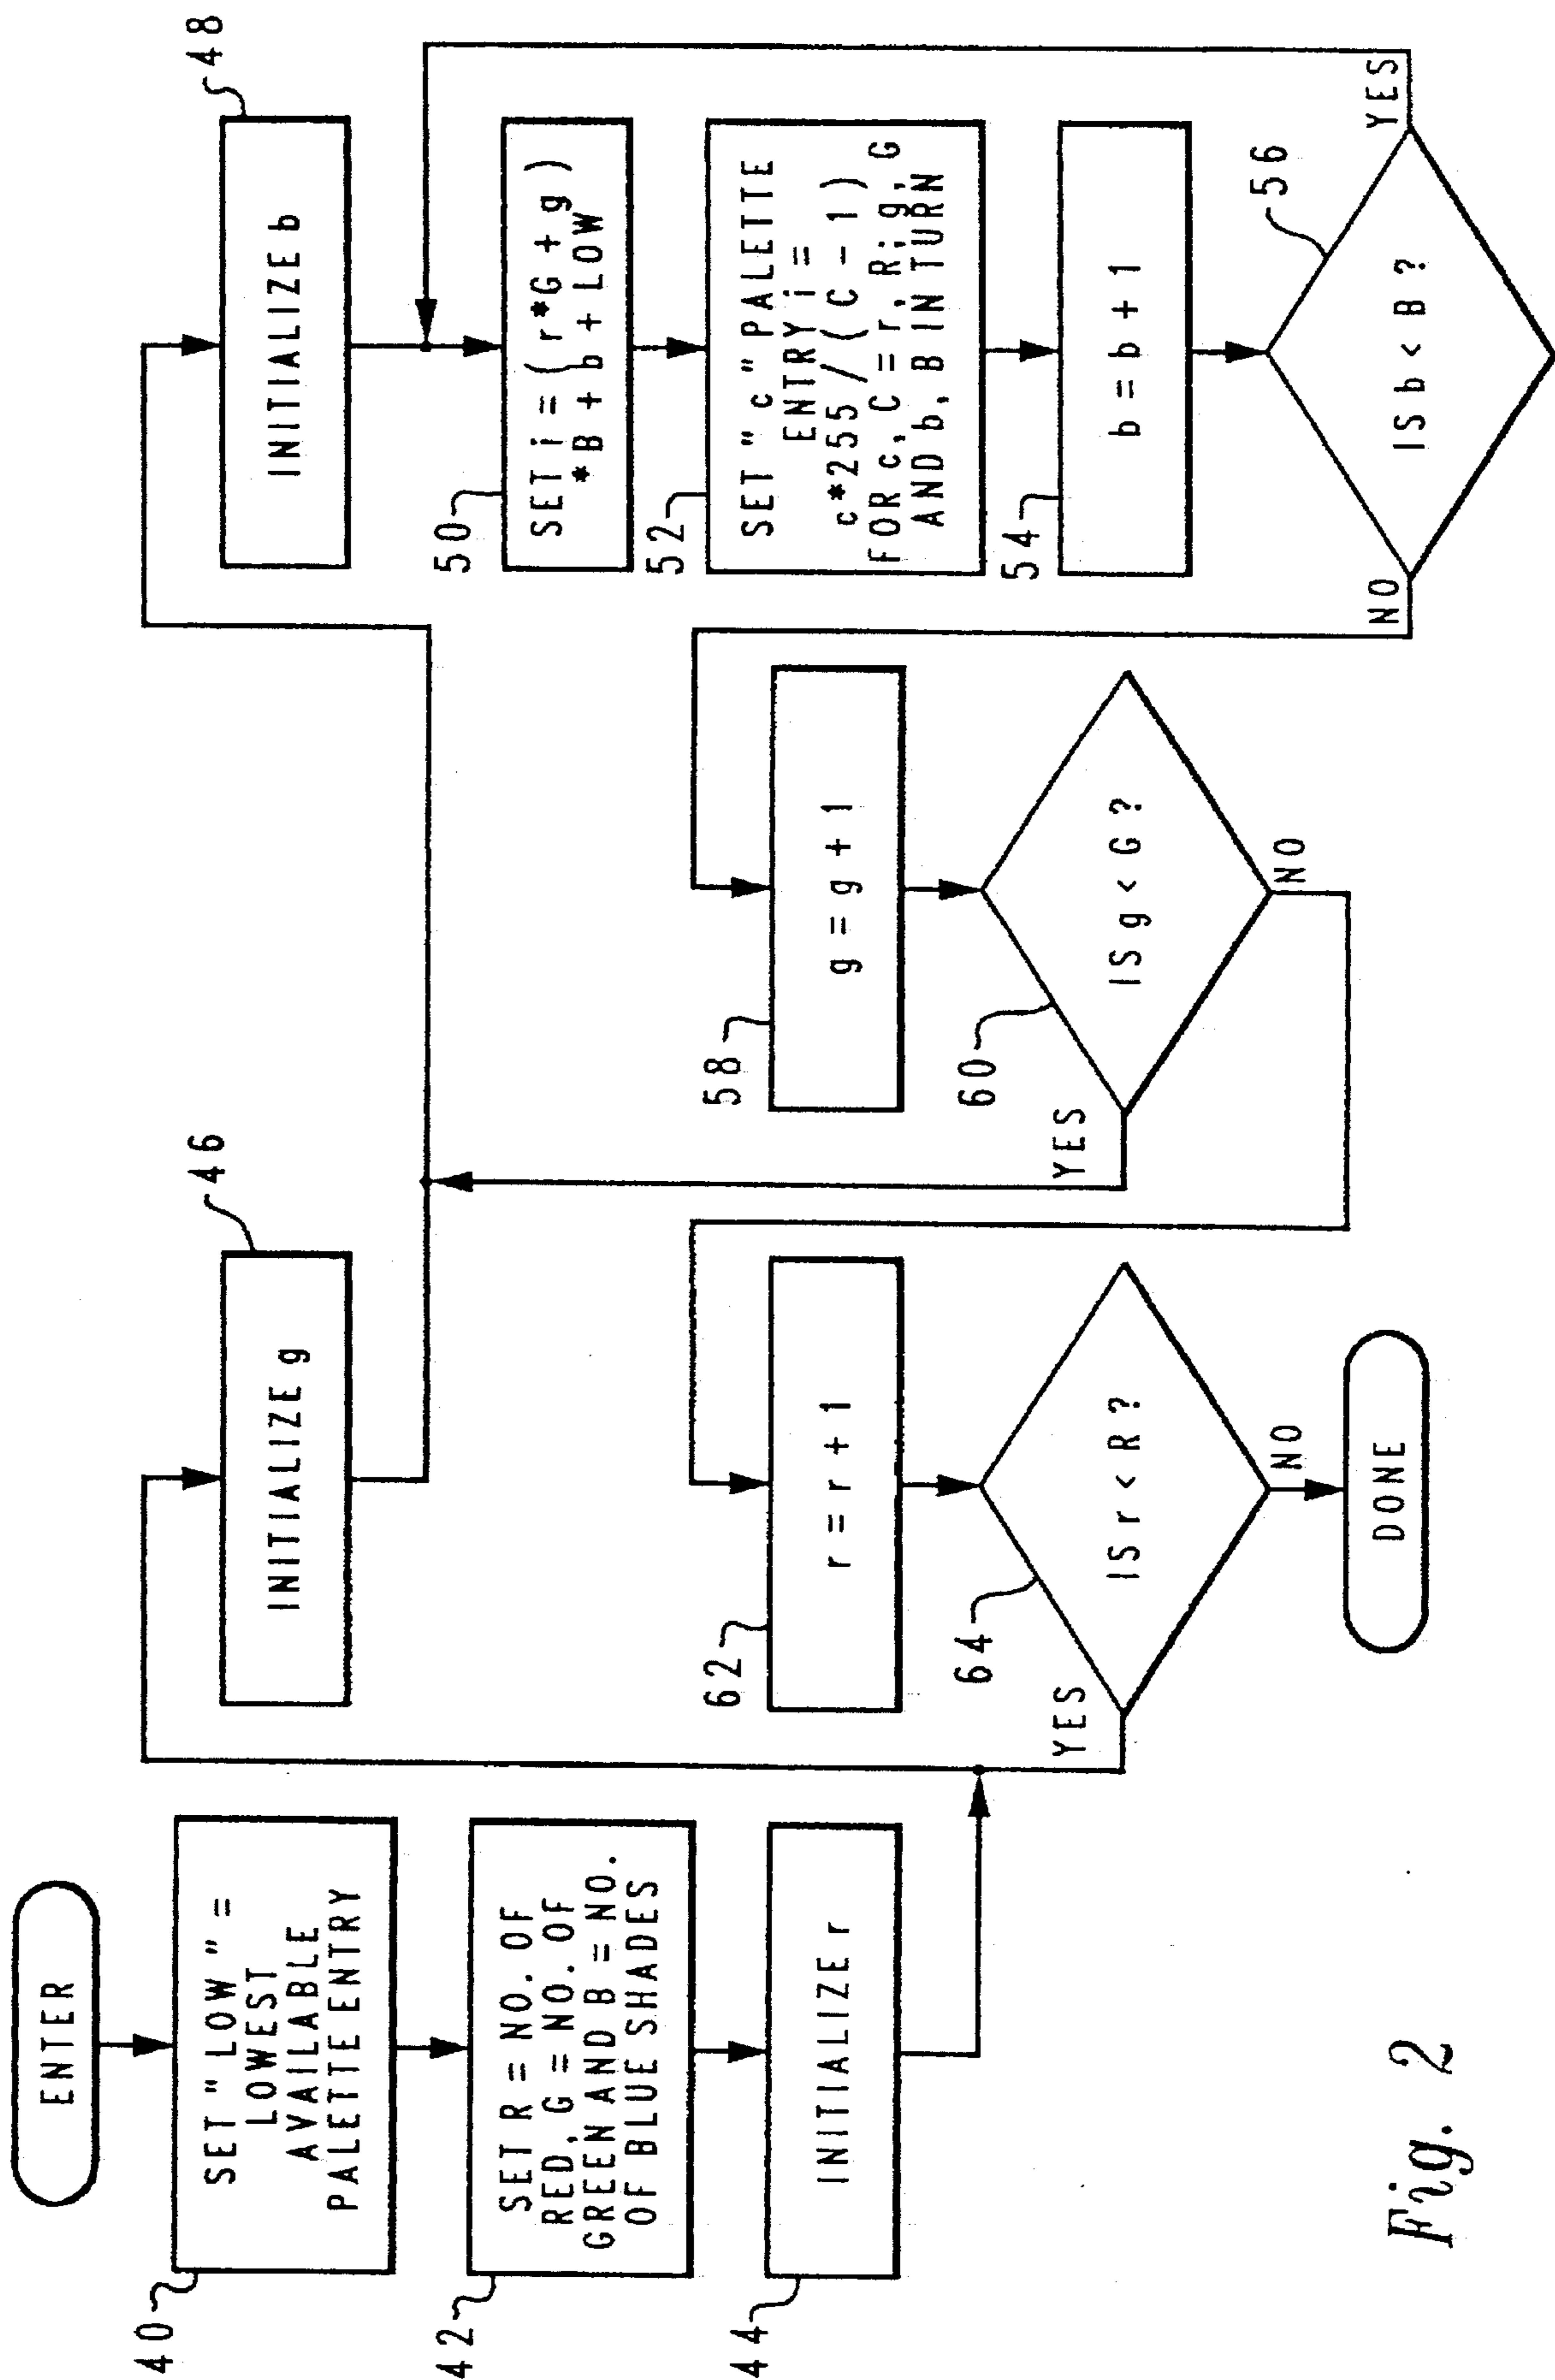 ENTER
40
SET "LOW" =
LOWEST
AVAILABLE
PALETTE ENTRY
42
SET R = NO. OF
RED, G = NO. OF
GREEN AND B = NO.
OF BLUE SHADES
44
INITIALIZE r
46
INITIALIZE g
48
INITIALIZE b
50
SET i = (r*G + g)
*B + b + LOW
52
SET "c" PALETTE
ENTRY i =
c*255 / (C - 1)
FOR c, C = r, R; g, G
AND b, B IN TURN
54
b = b + 1
56
IS b < B ?
YES
NO
58
g = g + 1
60
IS g < G ?
YES
NO
62
r = r + 1
64
IS r < R ?
YES
NO
DONE
Fig. 2